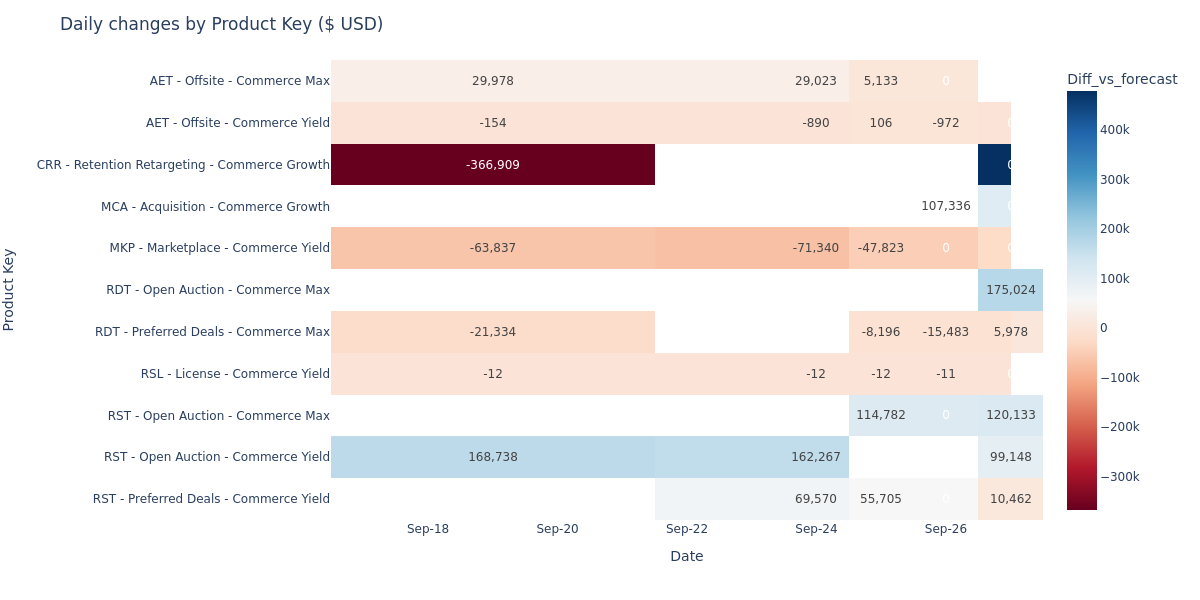 Daily changes by Product Key ($ USD)
Diff_vs_forecast
AET - Offsite - Commerce Max 29,978 29,023 5,133 0
AET - Offsite - Commerce Yield -154 -890 106 -972 0
CRR - Retention Retargeting - Commerce Growth -366,909 0
MCA - Acquisition - Commerce Growth 107,336 0
MKP - Marketplace - Commerce Yield -63,837 -71,340 -47,823 0 0
RDT - Open Auction - Commerce Max 175,024
RDT - Preferred Deals - Commerce Max -21,334 -8,196 -15,483 5,978
RSL - License - Commerce Yield -12 -12 -12 -11 0
RST - Open Auction - Commerce Max 114,782 0 120,133
RST - Open Auction - Commerce Yield 168,738 162,267 99,148
RST - Preferred Deals - Commerce Yield 69,570 55,705 0 10,462
Sep-18 Sep-20 Sep-22 Sep-24 Sep-26
Date
Product Key
400k
300k
200k
100k
0
−100k
−200k
−300k